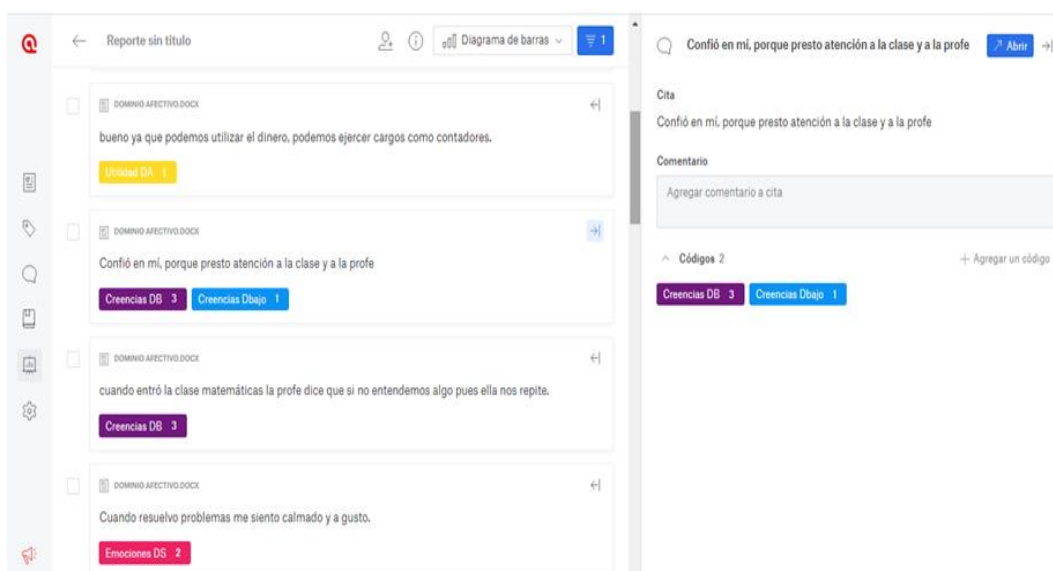 Reporte sin titulo
Diagrama de barras
1
DOMINIO AFECTIVO.DOCX
bueno ya que podemos utilizar el dinero, podemos ejercer cargos como contadores.
Utilidad DA 1
DOMINIO AFECTIVO.DOCX
Confió en mí, porque presto atención a la clase y a la profe
Creencias DB 3 Creencias Dbajo 1
DOMINIO AFECTIVO.DOCX
cuando entró la clase matemáticas la profe dice que si no entendemos algo pues ella nos repite.
Creencias DB 3
DOMINIO AFECTIVO.DOCX
Cuando resuelvo problemas me siento calmado y a gusto.
Emociones DS 2
Confió en mí, porque presto atención a la clase y a la profe
Abrir
Cita
Confió en mí, porque presto atención a la clase y a la profe
Comentario
Agregar comentario a cita
Códigos 2
+ Agregar un código
Creencias DB 3 Creencias Dbajo 1